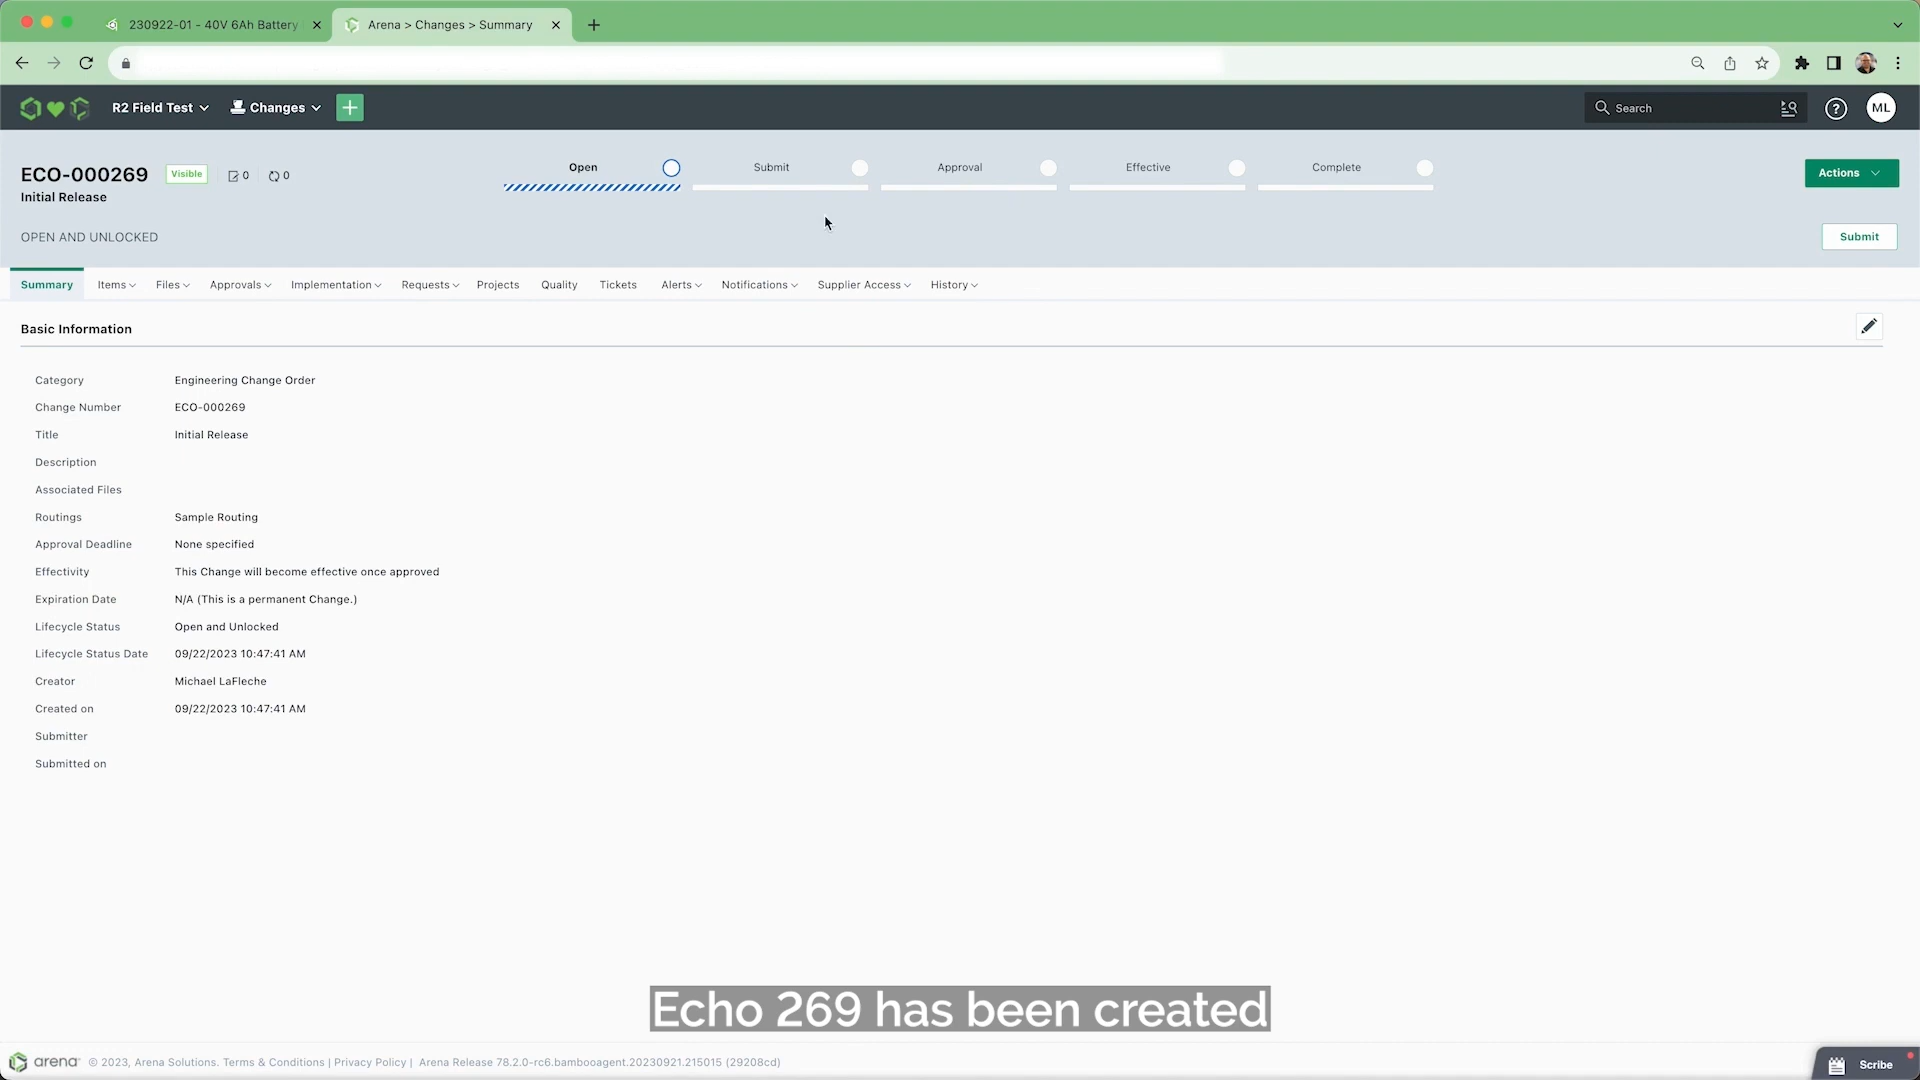 230922-01 - 40V 6Ah Battery
Arena > Changes > Summary
R2 Field Test
Changes
Search
ML
ECO-000269
Visible
0
0
Initial Release
OPEN AND UNLOCKED
Open
Submit
Approval
Effective
Complete
Actions
Submit
Summary
Items
Files
Approvals
Implementation
Requests
Projects
Quality
Tickets
Alerts
Notifications
Supplier Access
History
Basic Information
Category Engineering Change Order
Change Number ECO-000269
Title Initial Release
Description
Associated Files
Routings Sample Routing
Approval Deadline None specified
Effectivity This Change will become effective once approved
Expiration Date N/A (This is a permanent Change.)
Lifecycle Status Open and Unlocked
Lifecycle Status Date 09/22/2023 10:47:41 AM
Creator Michael LaFleche
Created on 09/22/2023 10:47:41 AM
Submitter
Submitted on
Echo 269 has been created
arena © 2023, Arena Solutions. Terms & Conditions | Privacy Policy | Arena Release 78.2.0-rc6.bambooagent.20230921.215015 (29208cd)
Scribe